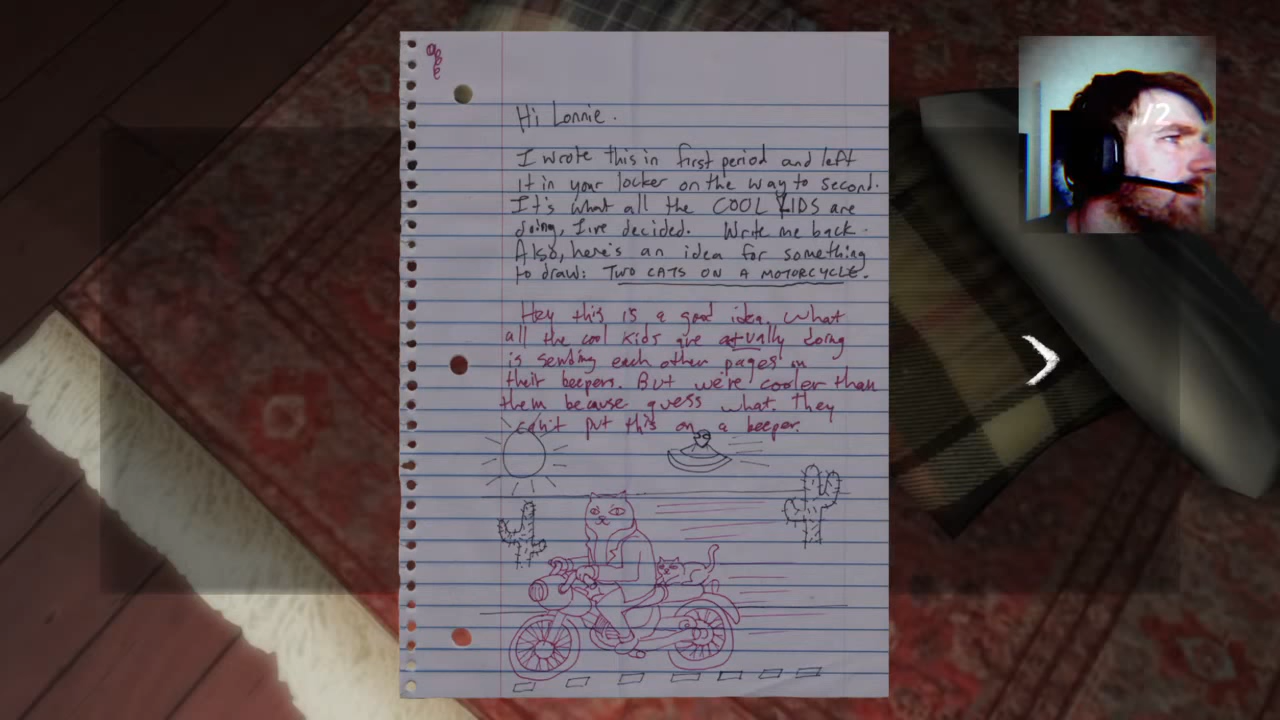 Hi Lonnie.
I wrote this in first period and left
it in your locker on the way to second.
It's what all the COOL KIDS are
doing, I've decided. Write me back.
Also, here's an idea for something
to draw: TWO CATS ON A MOTORCYCLE.
Hey this is a good idea. What
all the cool kids are actually doing
is sending each other pages on
their beepers. But we're cooler than
them because guess what. They
can't put this on a beeper.
/2